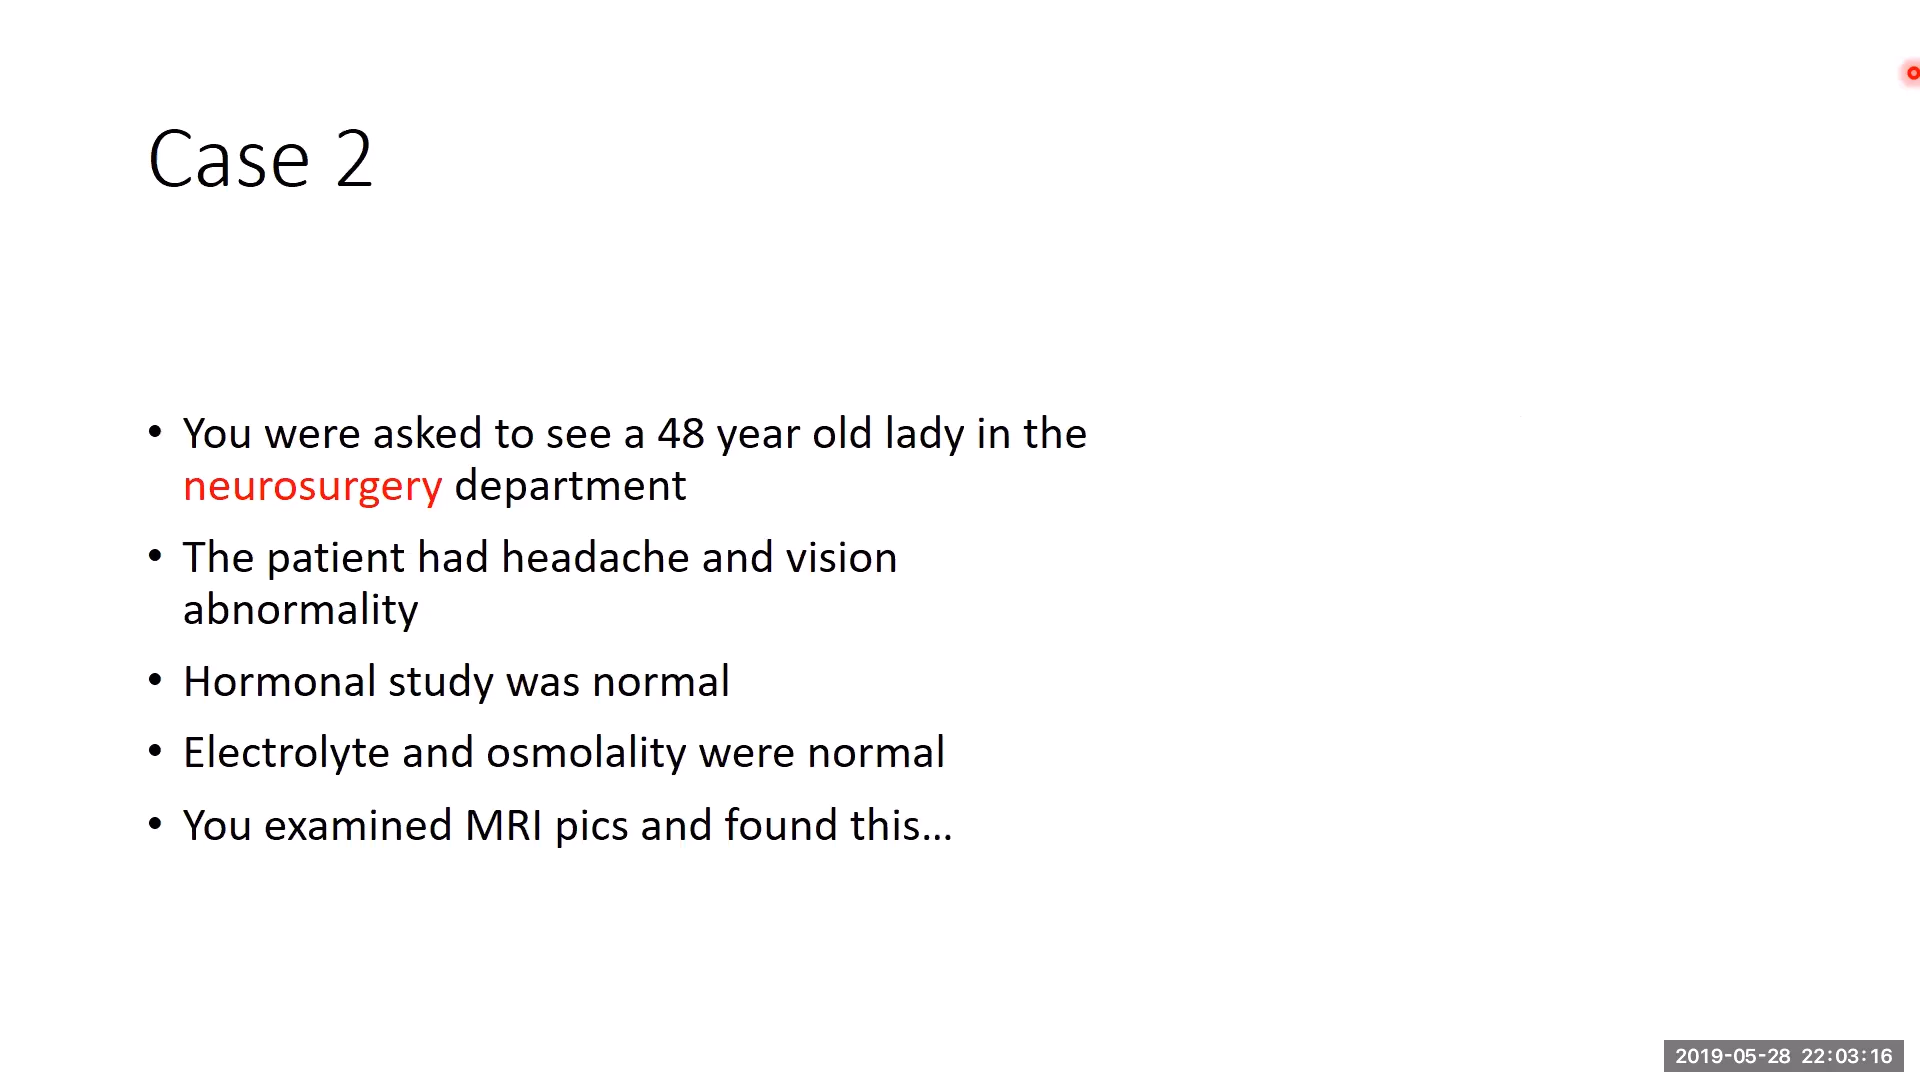 Case 2
• You were asked to see a 48 year old lady in the
neurosurgery department
• The patient had headache and vision
abnormality
• Hormonal study was normal
• Electrolyte and osmolality were normal
• You examined MRI pics and found this...
2019-05-28 22:03:16